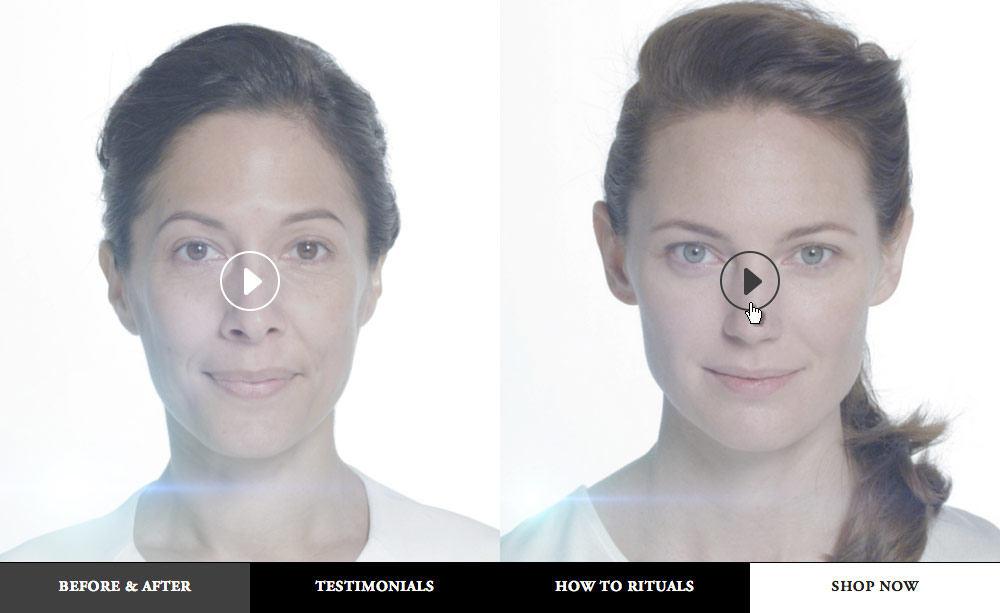 BEFORE & AFTER
TESTIMONIALS
HOW TO RITUALS
SHOP NOW